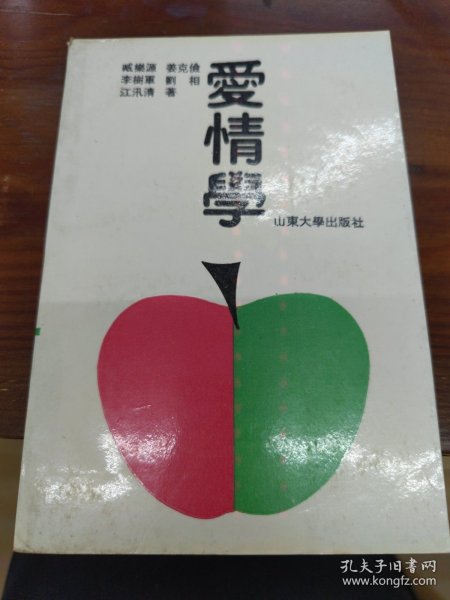 臧樂源 姜克儉
李樹軍 劉相
江汛清 著
愛情學
山東大學出版社
孔夫子旧书网
www.kongfz.com